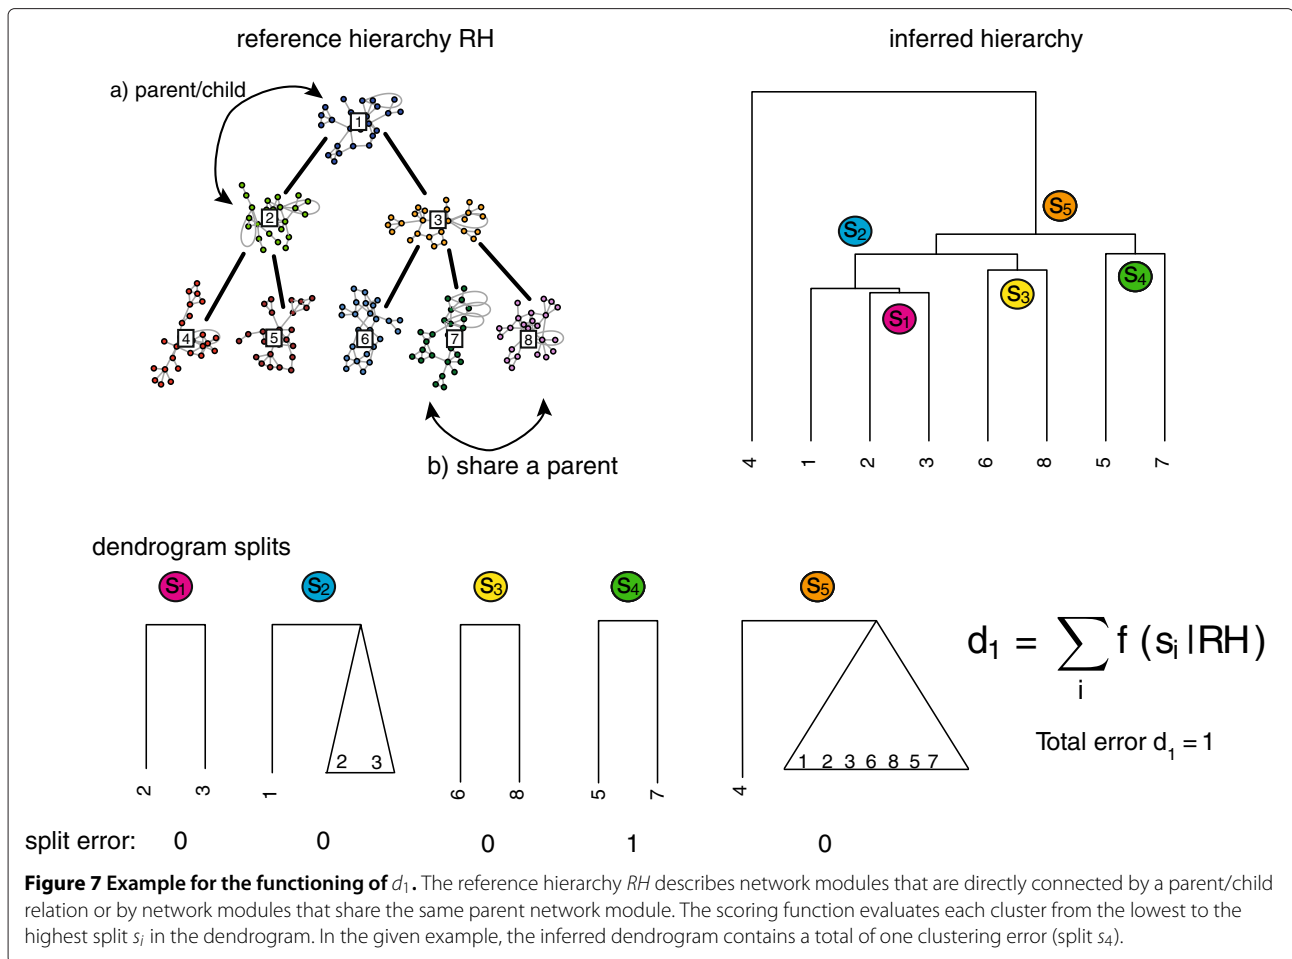 reference hierarchy RH
inferred hierarchy
a) parent/child
1
2
3
4
5
6
7
8
b) share a parent
S5
S2
S4
S3
S1
4 1 2 3 6 8 5 7
dendrogram splits
S1 S2 S3 S4 S5
2 3
1 2 3 6 8 5 7
2 3 1 6 8 5 7 4
d1 = ∑ f (si |RH)
i
Total error d1 = 1
split error: 0 0 0 1 0
Figure 7 Example for the functioning of d1. The reference hierarchy RH describes network modules that are directly connected by a parent/child
relation or by network modules that share the same parent network module. The scoring function evaluates each cluster from the lowest to the
highest split si in the dendrogram. In the given example, the inferred dendrogram contains a total of one clustering error (split s4).